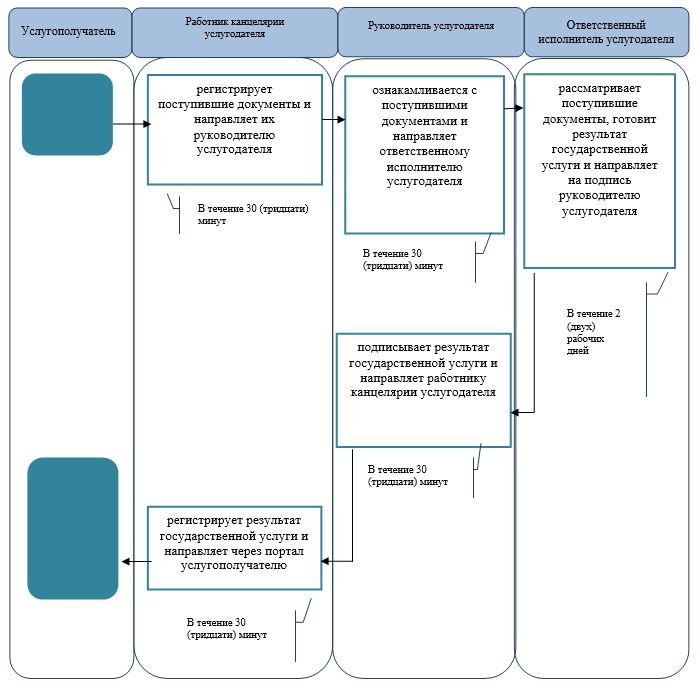 Услугополучатель
Работник канцелярии
услугодателя
Руководитель услугодателя
Ответственный
исполнитель услугодателя
регистрирует
поступившие документы и
направляет их
руководителю
услугодателя
ознакамливается с
поступившими
документами и
направляет
ответственному
исполнителю
услугодателя
рассматривает
поступившие
документы, готовит
результат
государственной
услуги и направляет
на подпись
руководителю
услугодателя
В течение 30 (тридцати)
минут
В течение 30
(тридцати) минут
В течение 2
(двух)
рабочих
дней
подписывает результат
государственной услуги и
направляет работнику
канцелярии услугодателя
В течение 30
(тридцати) минут
регистрирует результат
государственной услуги и
направляет через портал
услугополучателю
В течение 30
(тридцати) минут